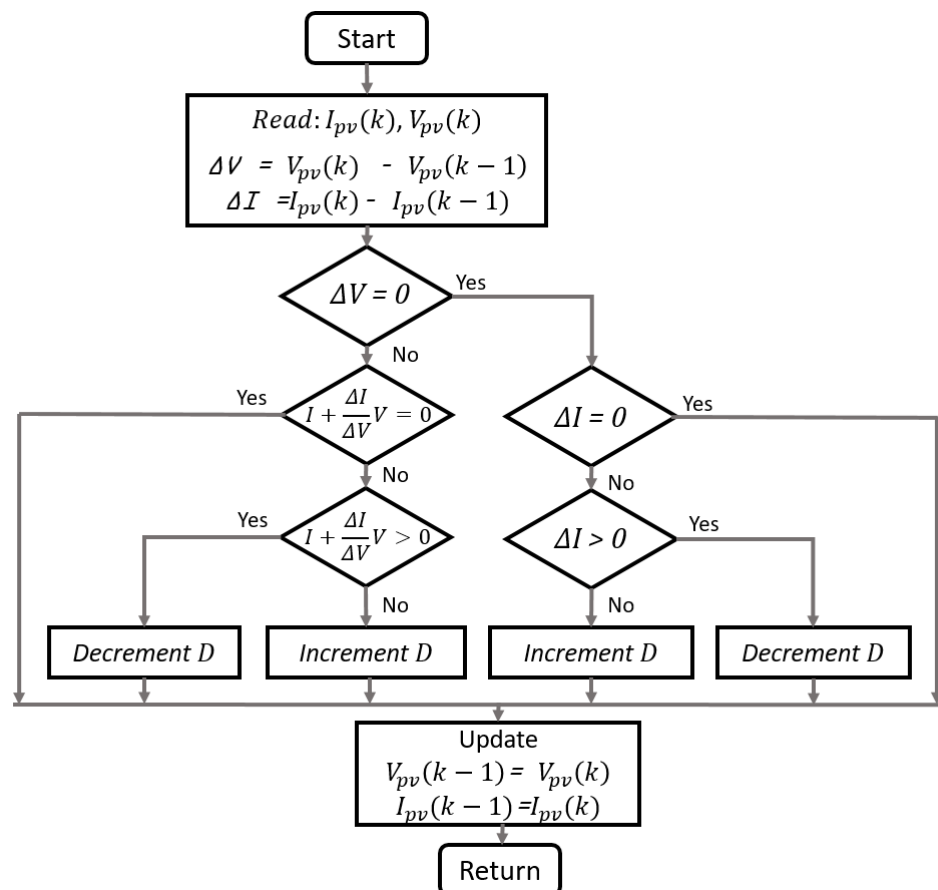 Start
Read: I_pv(k), V_pv(k)
ΔV = V_pv(k) - V_pv(k − 1)
ΔI =I_pv(k) - I_pv(k − 1)
ΔV = 0
Yes
No
Yes
I + ΔI/ΔV V = 0
ΔI = 0
Yes
No
No
Yes
I + ΔI/ΔV V > 0
ΔI > 0
Yes
No
No
Decrement D
Increment D
Increment D
Decrement D
Update
V_pv(k − 1) = V_pv(k)
I_pv(k − 1) =I_pv(k)
Return